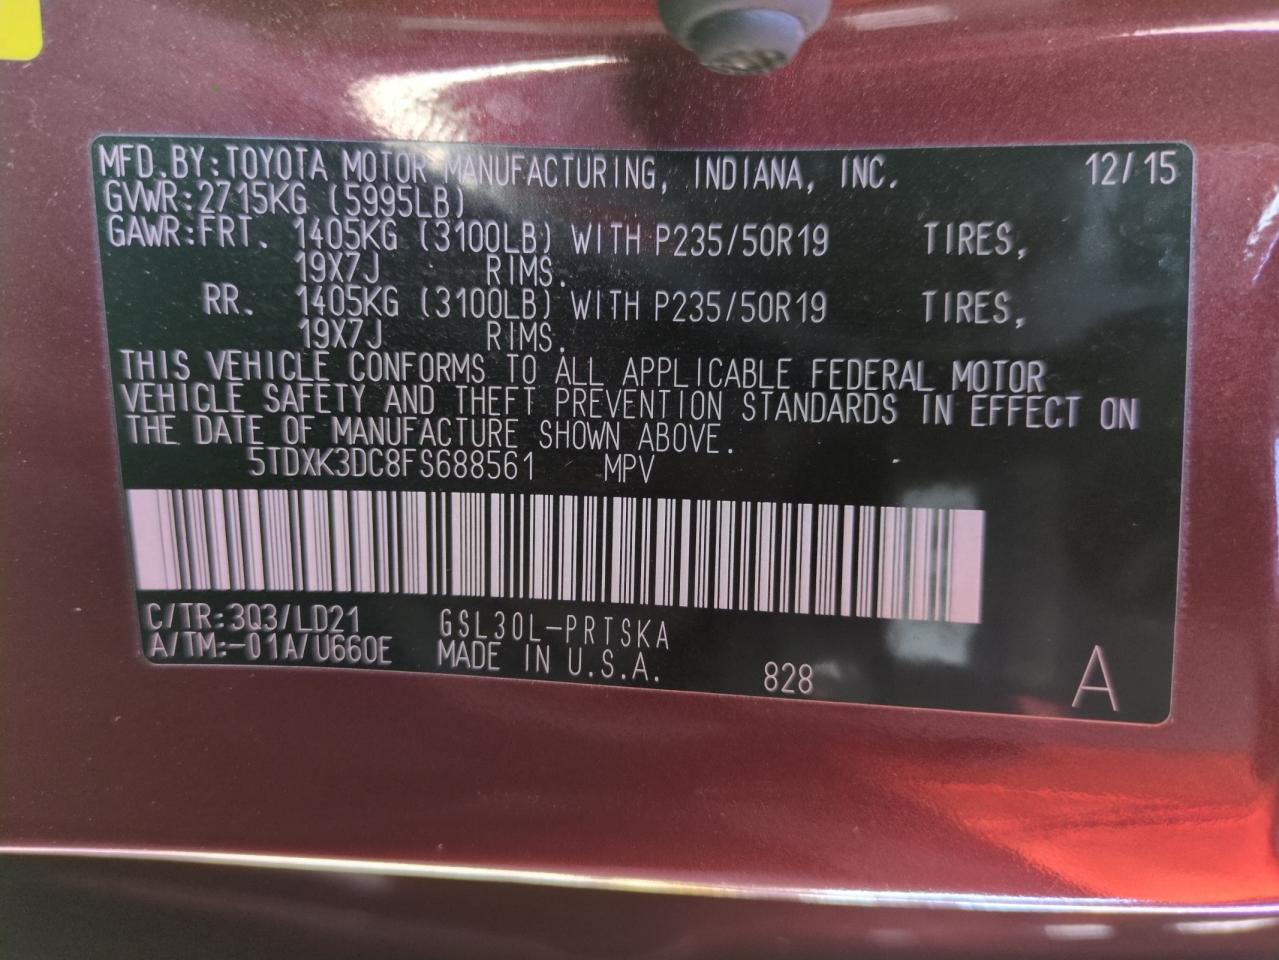 MFD.BY:TOYOTA MOTOR MANUFACTURING, INDIANA, INC. 12/15
GVWR:2715KG (5995LB)
GAWR:FRT. 1405KG (3100LB) WITH P235/50R19 TIRES,
19X7J RIMS.
RR. 1405KG (3100LB) WITH P235/50R19 TIRES,
19X7J RIMS.
THIS VEHICLE CONFORMS TO ALL APPLICABLE FEDERAL MOTOR
VEHICLE SAFETY AND THEFT PREVENTION STANDARDS IN EFFECT ON
THE DATE OF MANUFACTURE SHOWN ABOVE.
5TDXK3DC8FS688561 MPV
C/TR:3Q3/LD21 GSL30L-PRTSKA
A/TM:-01A/U660E MADE IN U.S.A. 828 A